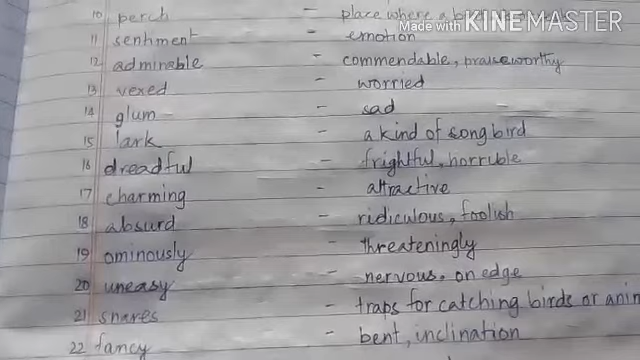 10 perch - place where a b
Made with KINEMASTER
11 sentiment - emotion
12 admirable - commendable, praiseworthy
13 vexed - worried
14 glum - sad
15 lark - a kind of songbird
16 dreadful - frightful, horrible
17 charming - attractive
18 absurd - ridiculous, foolish
19 ominously - threateningly
20 uneasy - nervous, on edge
21 snares - traps for catching birds or anim
22 fancy - bent, inclination